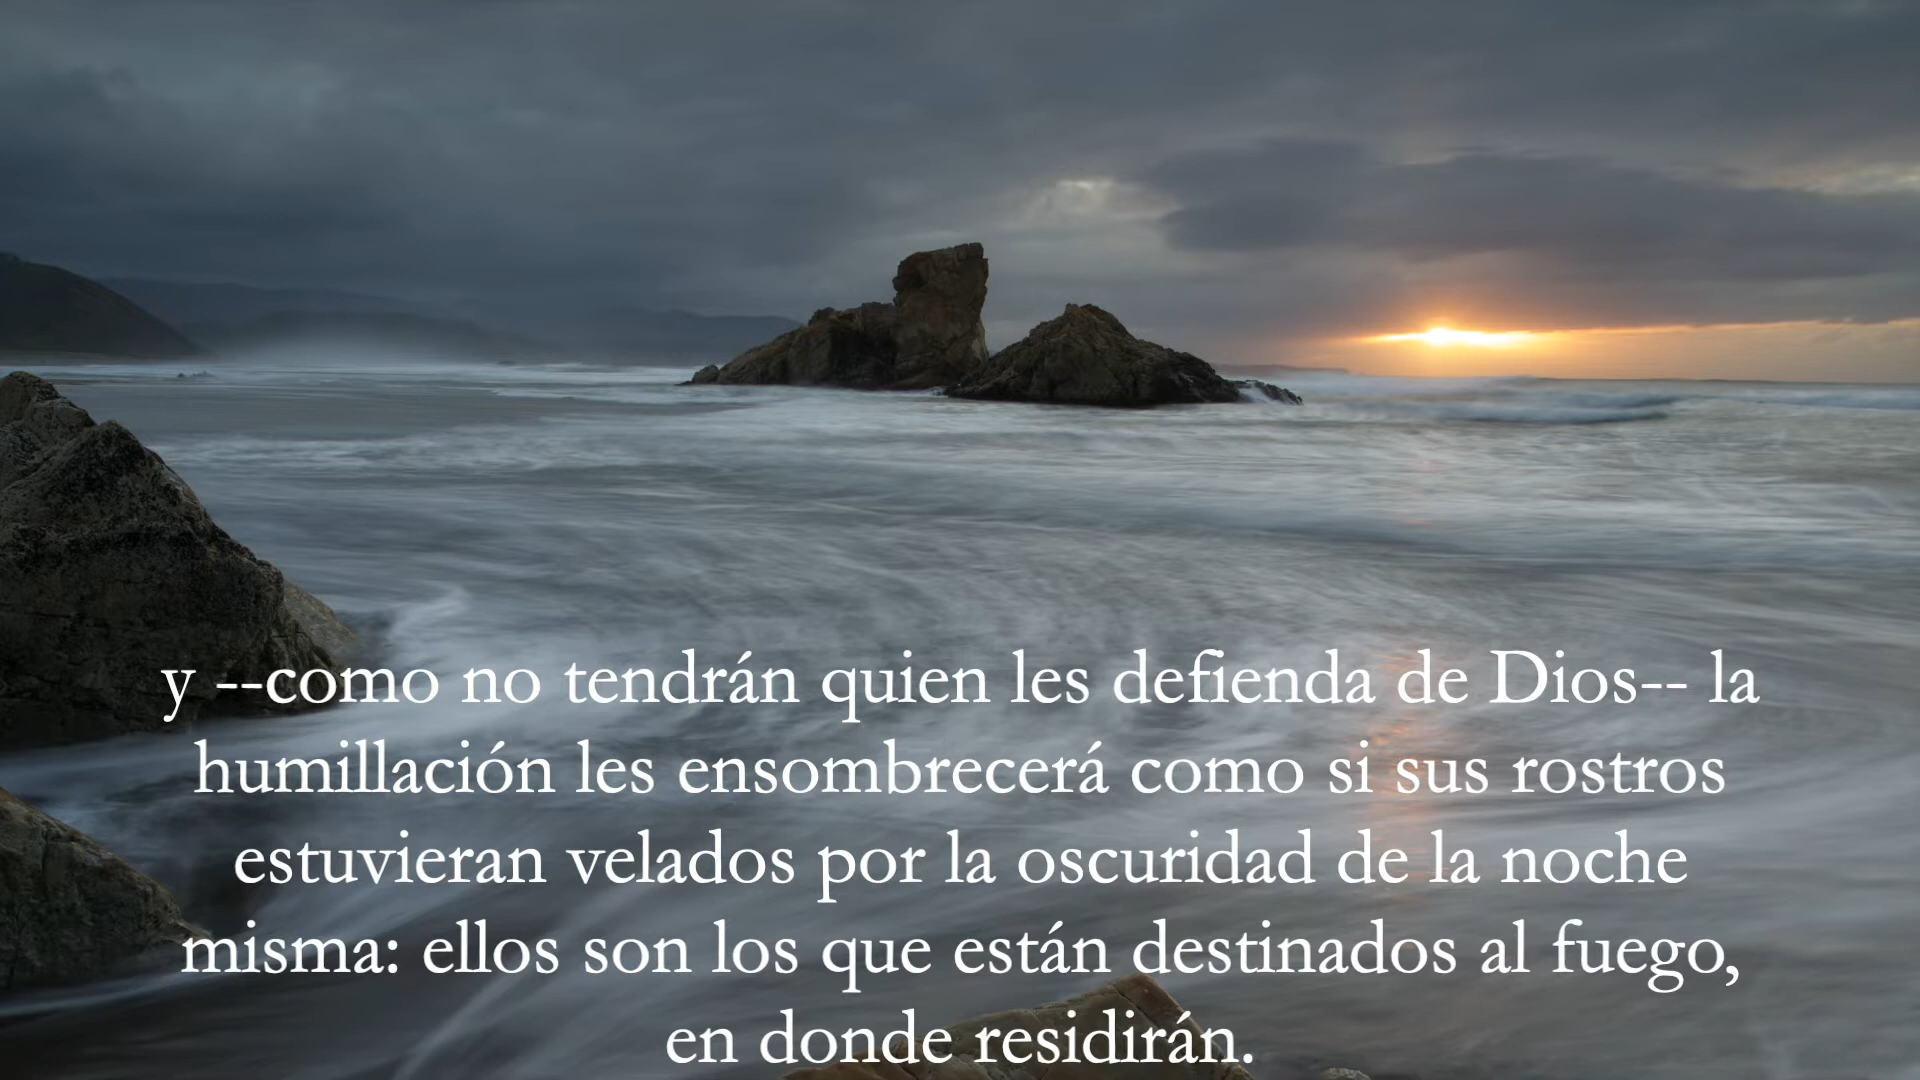 y --como no tendrán quien les defienda de Dios-- la
humillación les ensombrecerá como si sus rostros
estuvieran velados por la oscuridad de la noche
misma: ellos son los que están destinados al fuego,
en donde residirán.